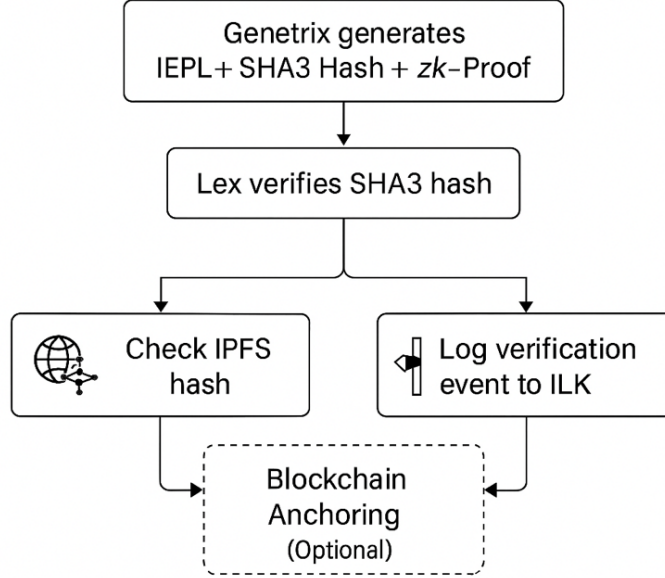 Genetrix generates
IEPL+ SHA3 Hash + zk–Proof
Lex verifies SHA3 hash
Check IPFS
hash
Log verification
event to ILK
Blockchain
Anchoring
(Optional)